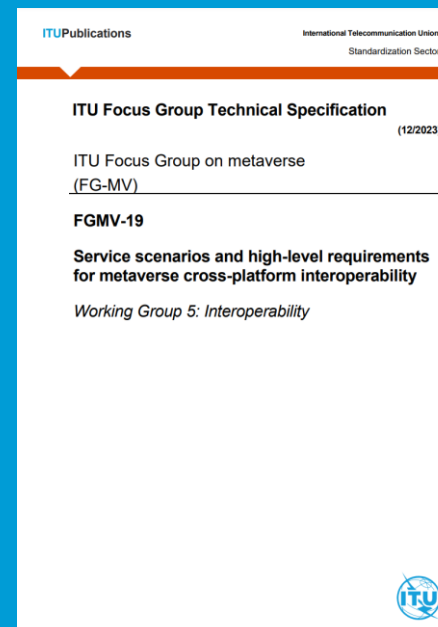 ITUPublications
International Telecommunication Union
Standardization Sector
ITU Focus Group Technical Specification
(12/2023)
ITU Focus Group on metaverse
(FG-MV)
FGMV-19
Service scenarios and high-level requirements
for metaverse cross-platform interoperability
Working Group 5: Interoperability
ITU